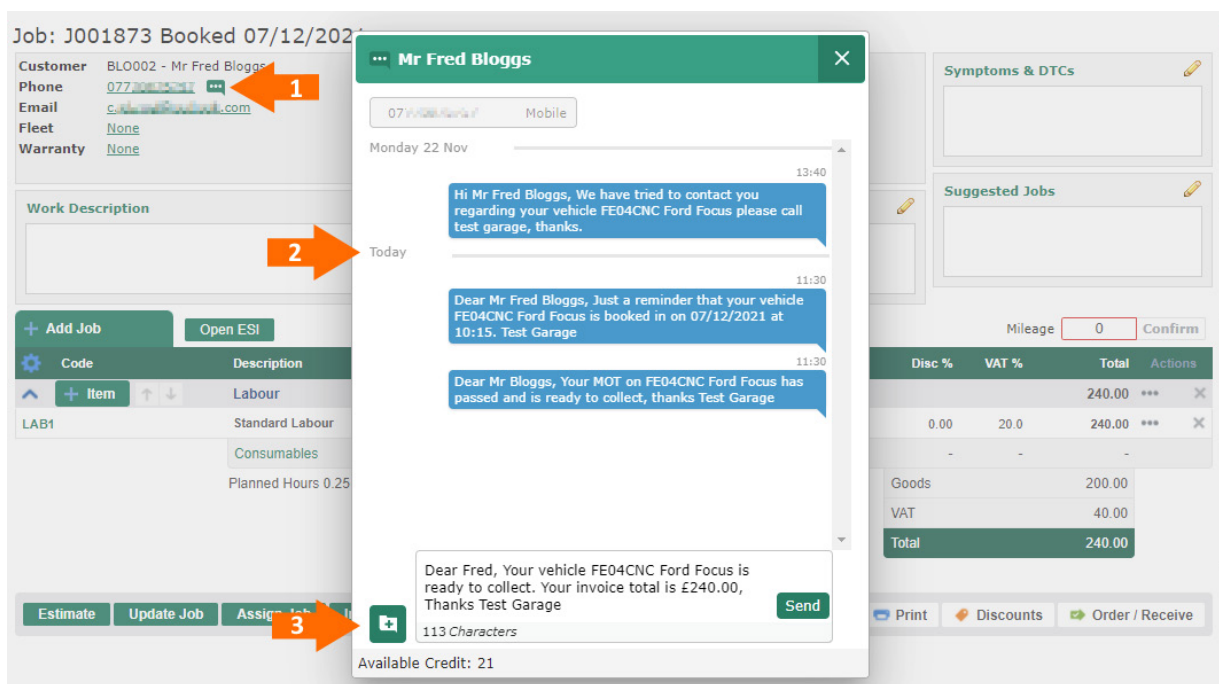 Job: J001873 Booked 07/12/202
Customer BLO002 - Mr Fred Bloggs
Phone 077
1
Email .com
Fleet None
Warranty None
Work Description
2
Symptoms & DTCs
Suggested Jobs
Mr Fred Bloggs
07 Mobile
Monday 22 Nov
13:40
Hi Mr Fred Bloggs, We have tried to contact you
regarding your vehicle FE04CNC Ford Focus please call
test garage, thanks.
Today
11:30
Dear Mr Fred Bloggs, Just a reminder that your vehicle
FE04CNC Ford Focus is booked in on 07/12/2021 at
10:15. Test Garage
11:30
Dear Mr Bloggs, Your MOT on FE04CNC Ford Focus has
passed and is ready to collect, thanks Test Garage
Dear Fred, Your vehicle FE04CNC Ford Focus is
ready to collect. Your invoice total is £240.00,
Thanks Test Garage
Send
113 Characters
Available Credit: 21
+ Add Job Open ESI
Mileage 0 Confirm
Code Description Disc % VAT % Total Actions
+ Item Labour 240.00
LAB1 Standard Labour 0.00 20.0 240.00
Consumables - - -
Planned Hours 0.25
Goods 200.00
VAT 40.00
Total 240.00
Estimate Update Job Assign Job
3
Print Discounts Order / Receive